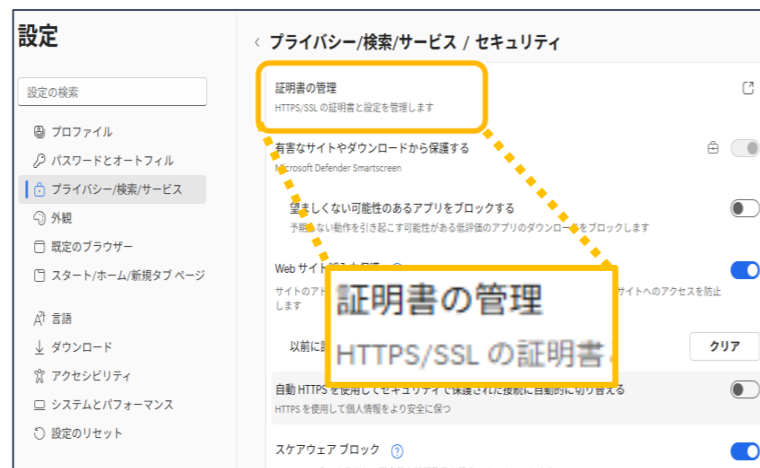 設定
設定の検索
プロファイル
パスワードとオートフィル
プライバシー/検索/サービス
外観
既定のブラウザー
スタート/ホーム/新規タブ ページ
言語
ダウンロード
アクセシビリティ
システムとパフォーマンス
設定のリセット
プライバシー/検索/サービス / セキュリティ
証明書の管理
HTTPS/SSL の証明書と設定を管理します
有害なサイトやダウンロードから保護する
Microsoft Defender Smartscreen
望ましくない可能性のあるアプリをブロックする
予期しない動作を引き起こす可能性がある低評価のアプリのダウンロードをブロックします
Web サイト
サイトのアド サイトへのアクセスを防止
します
証明書の管理
HTTPS/SSL の証明書
以前に
クリア
自動 HTTPS を使用してセキュリティで保護された接続に自動的に切り替える
HTTPS を使用して個人情報をより安全に保つ
スケアウェア ブロック